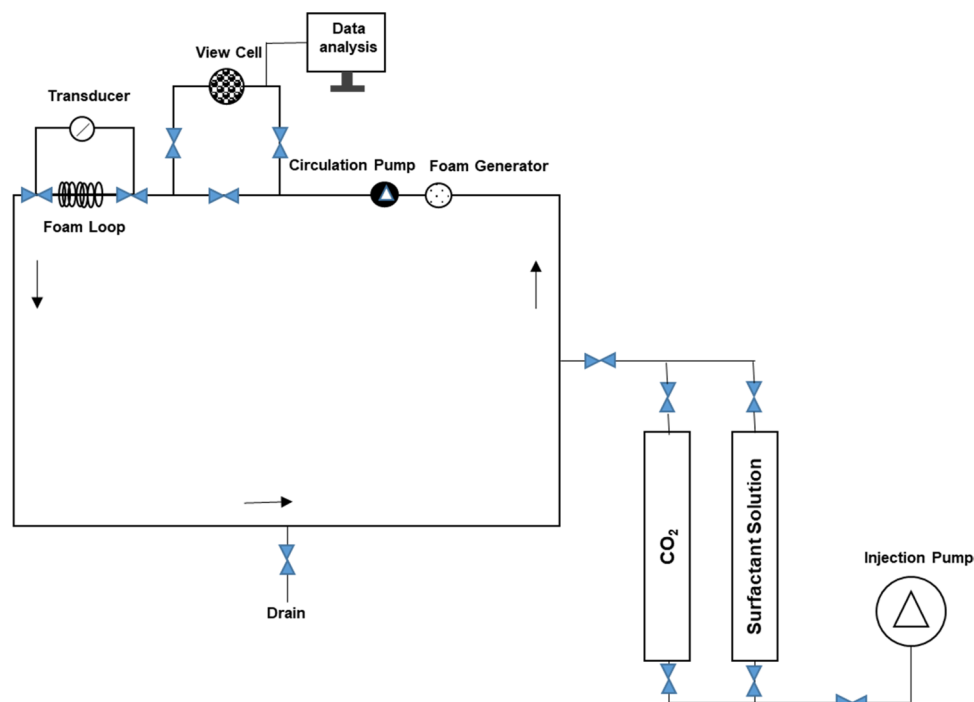 Data
analysis
View Cell
Transducer
Circulation Pump
Foam Generator
Foam Loop
CO₂
Surfactant Solution
Injection Pump
Drain